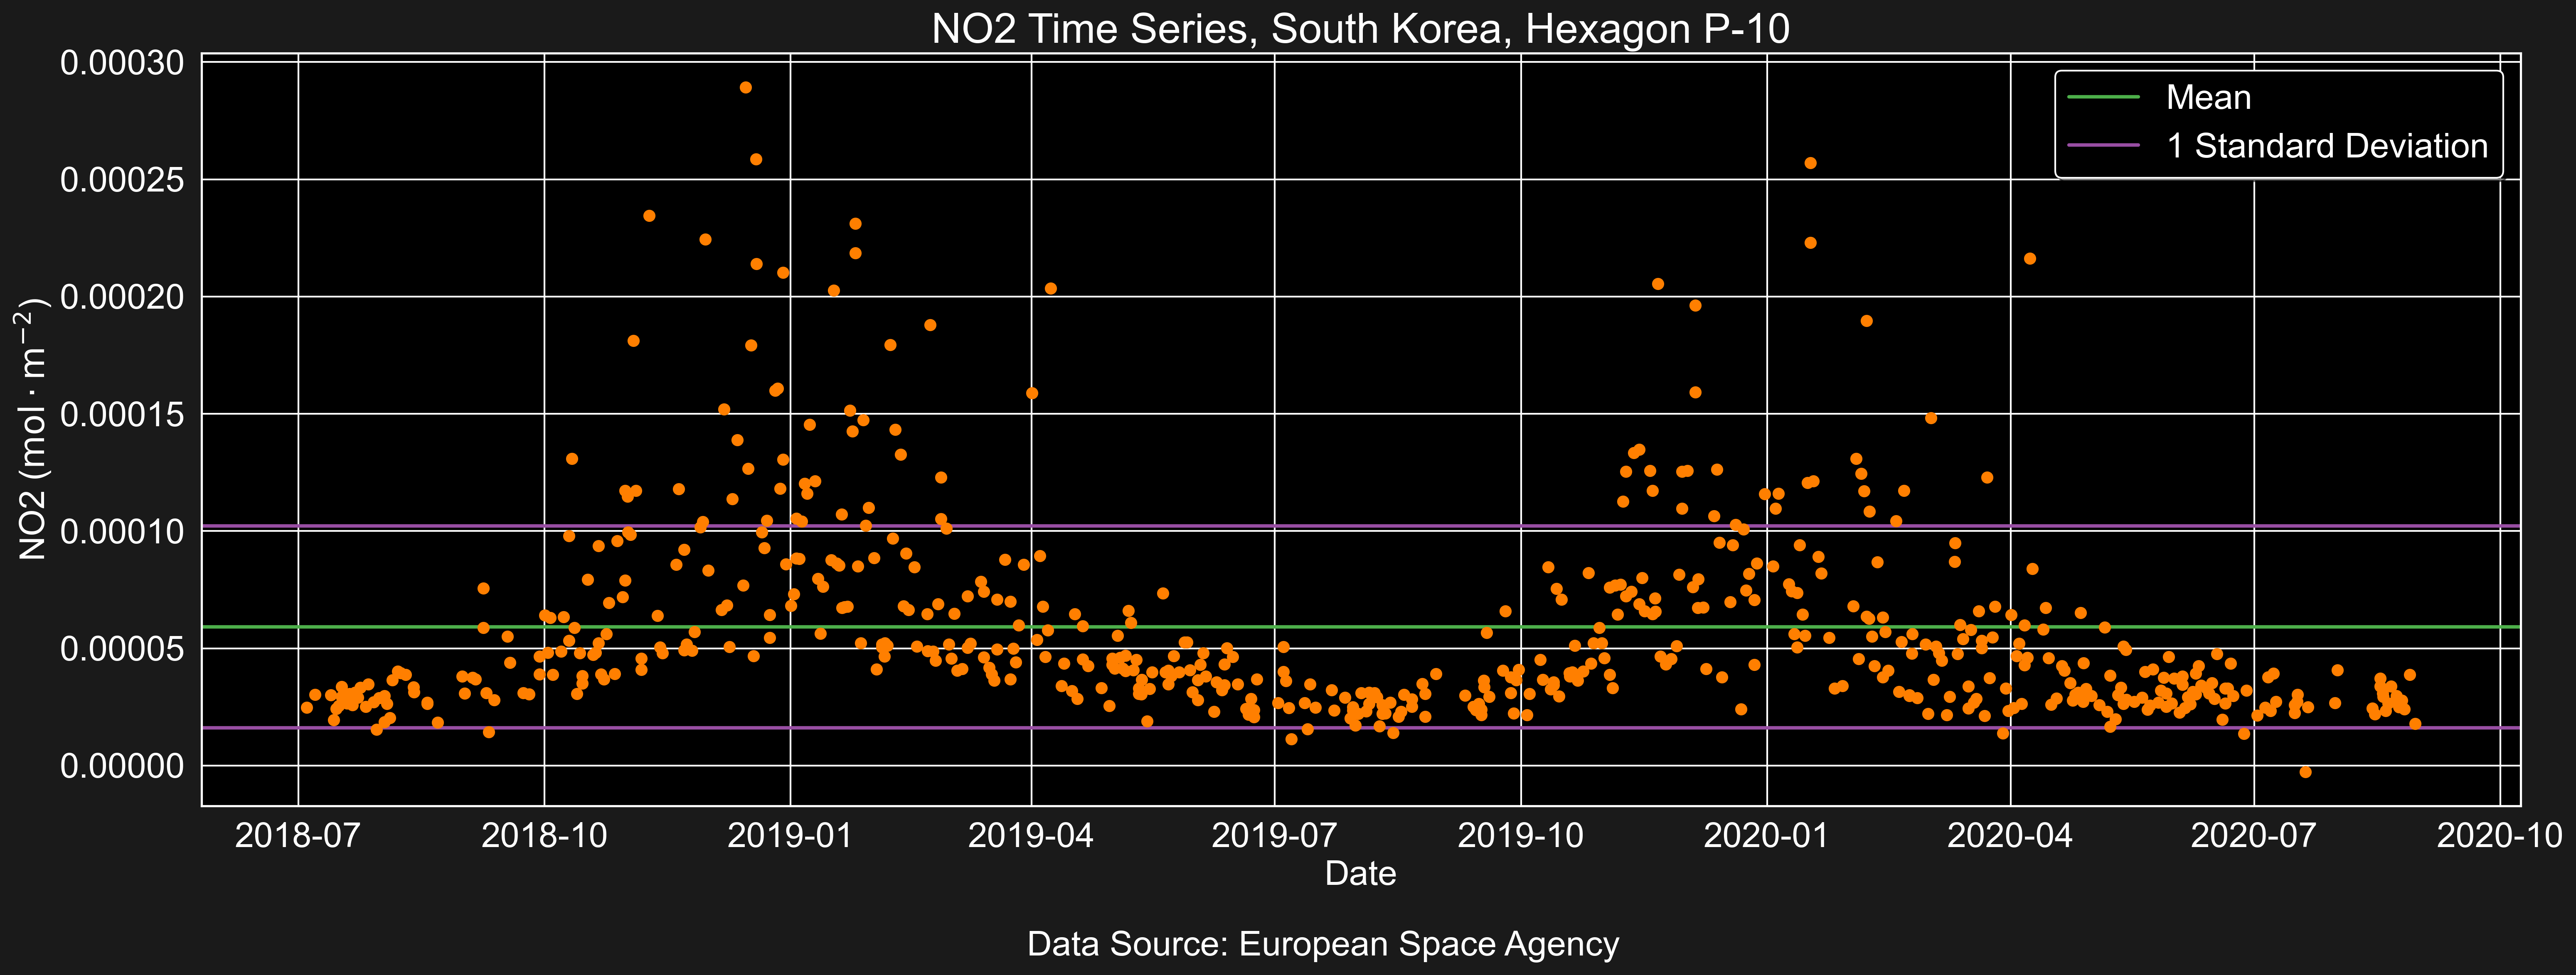 NO2 Time Series, South Korea, Hexagon P-10
Mean
1 Standard Deviation
NO2 (mol · m⁻²)
0.00030
0.00025
0.00020
0.00015
0.00010
0.00005
0.00000
2018-07 2018-10 2019-01 2019-04 2019-07 2019-10 2020-01 2020-04 2020-07 2020-10
Date
Data Source: European Space Agency